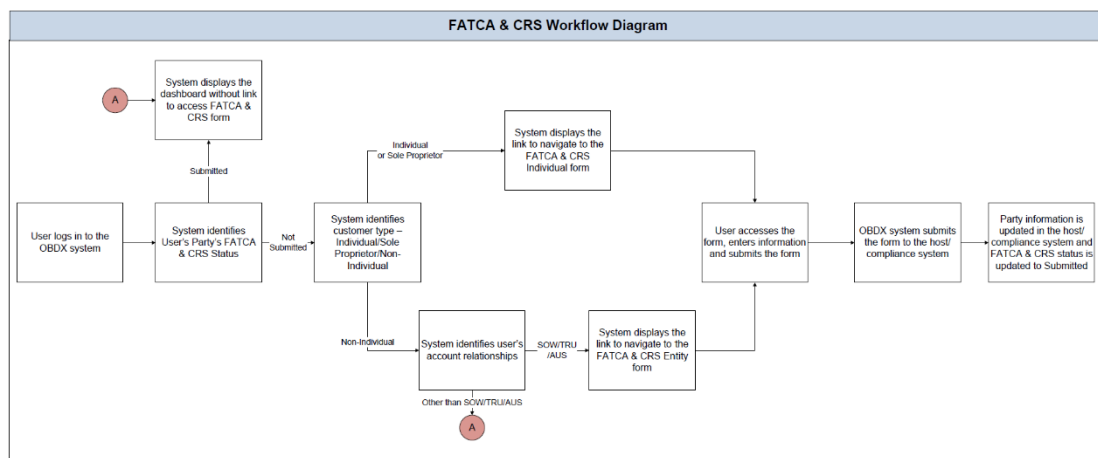 FATCA & CRS Workflow Diagram
A
System displays the
dashboard without link
to access FATCA &
CRS form
Submitted
User logs in to the
OBDX system
System identifies
User's Party's FATCA
& CRS Status
Not
Submitted
System identifies
customer type –
Individual/Sole
Proprietor/Non-
Individual
Individual
or Sole Proprietor
System displays the
link to navigate to the
FATCA & CRS
Individual form
Non-Individual
System identifies user's
account relationships
SOW/TRU
/AUS
System displays the
link to navigate to the
FATCA & CRS Entity
form
Other than SOW/TRU/AUS
A
User accesses the
form, enters information
and submits the form
OBDX system submits
the form to the host/
compliance system
Party information is
updated in the host/
compliance system and
FATCA & CRS status is
updated to Submitted